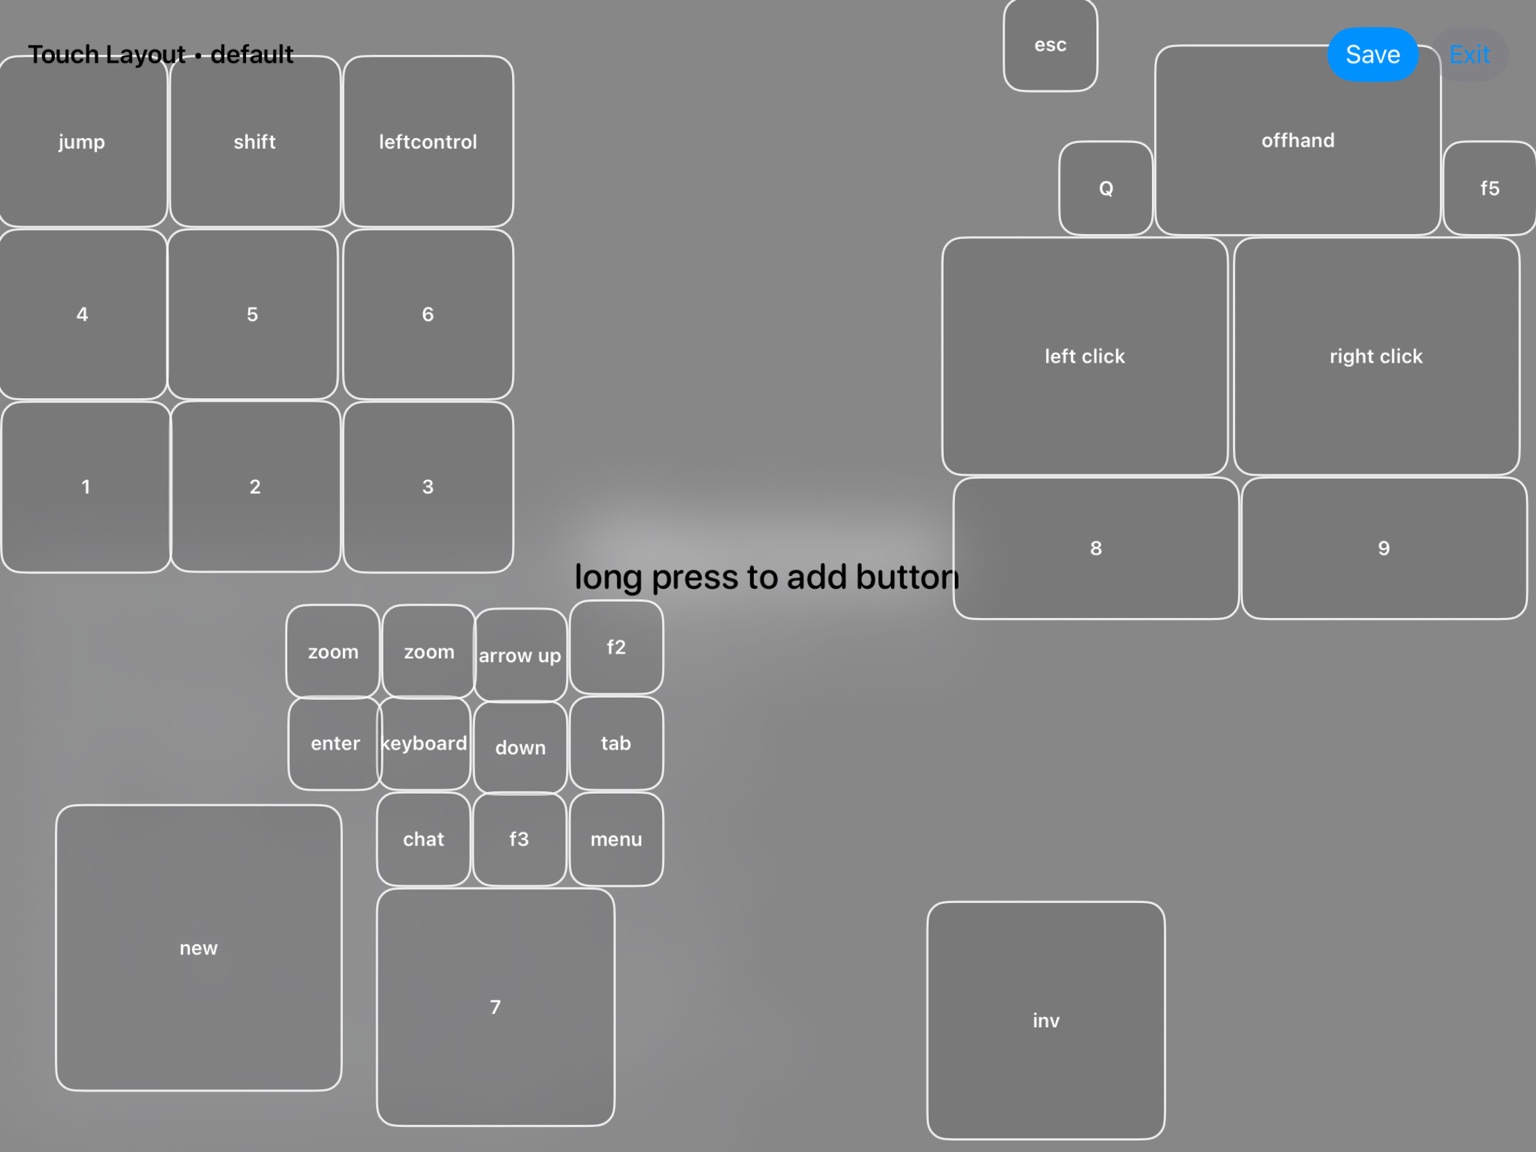 Touch Layout • default
esc
Save
Exit
jump
shift
leftcontrol
offhand
Q
f5
4
5
6
left click
right click
1
2
3
8
9
long press to add button
zoom
zoom
arrow up
f2
enter
keyboard
down
tab
chat
f3
menu
new
7
inv